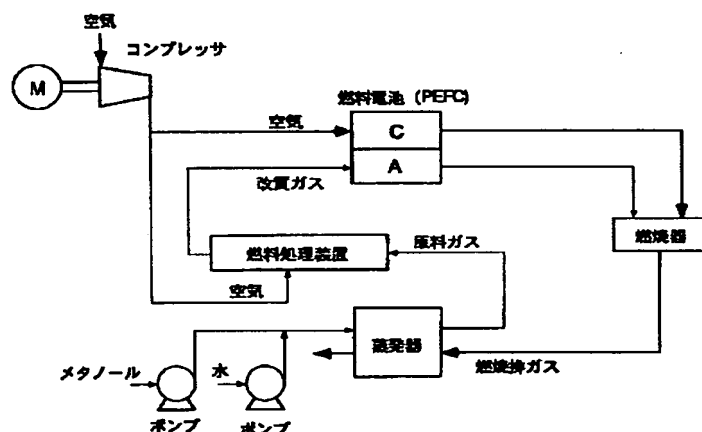 空気
コンプレッサ
M
燃料電池 (PEFC)
空気
C
A
改質ガス
燃焼器
燃料処理装置
原料ガス
空気
蒸発器
メタノール
水
燃焼排ガス
ポンプ
ポンプ